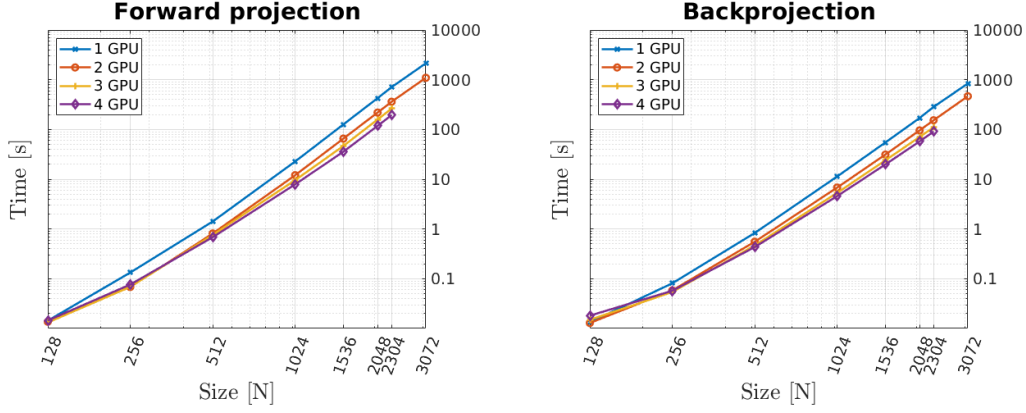 Forward projection
1 GPU
2 GPU
3 GPU
4 GPU
10000
1000
100
10
1
0.1
Time [s]
128
256
512
1024
1536
2048
2304
3072
Size [N]
Backprojection
1 GPU
2 GPU
3 GPU
4 GPU
10000
1000
100
10
1
0.1
Time [s]
128
256
512
1024
1536
2048
2304
3072
Size [N]